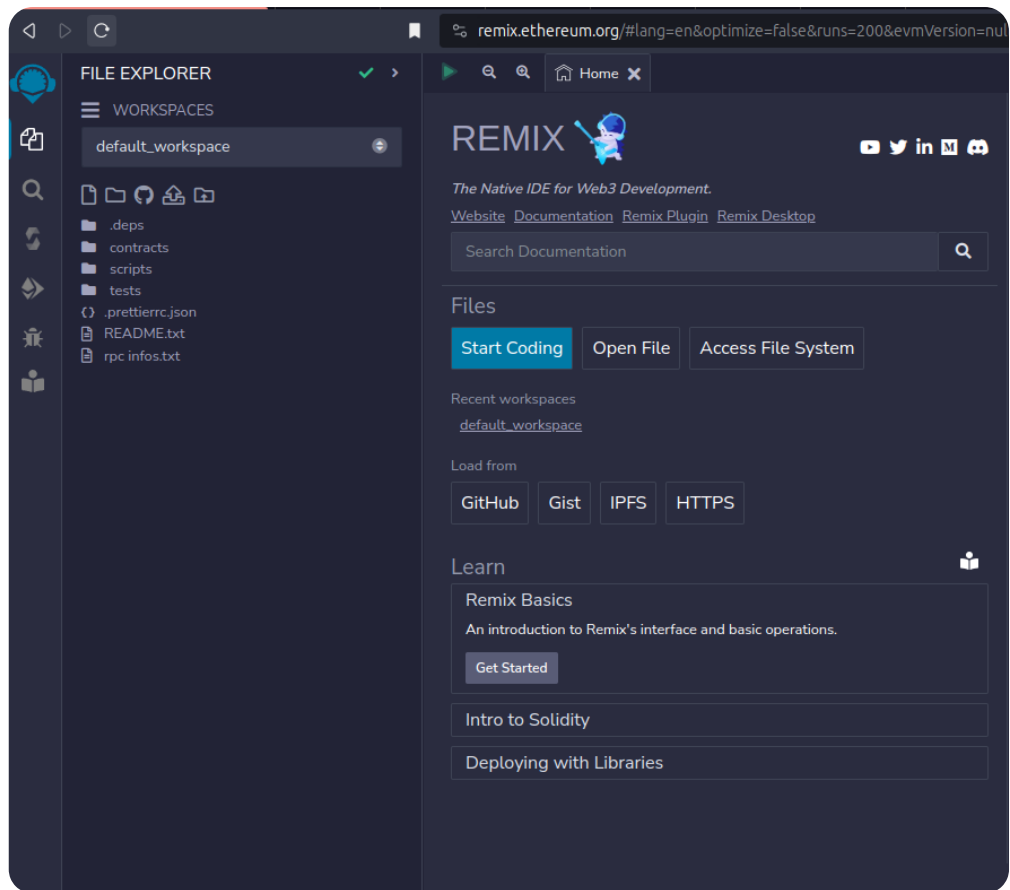 remix.ethereum.org/#lang=en&optimize=false&runs=200&evmVersion=nul
FILE EXPLORER
WORKSPACES
default_workspace
.deps
contracts
scripts
tests
.prettierrc.json
README.txt
rpc infos.txt
Home
REMIX
The Native IDE for Web3 Development.
Website Documentation Remix Plugin Remix Desktop
Search Documentation
Files
Start Coding Open File Access File System
Recent workspaces
default_workspace
Load from
GitHub Gist IPFS HTTPS
Learn
Remix Basics
An introduction to Remix's interface and basic operations.
Get Started
Intro to Solidity
Deploying with Libraries